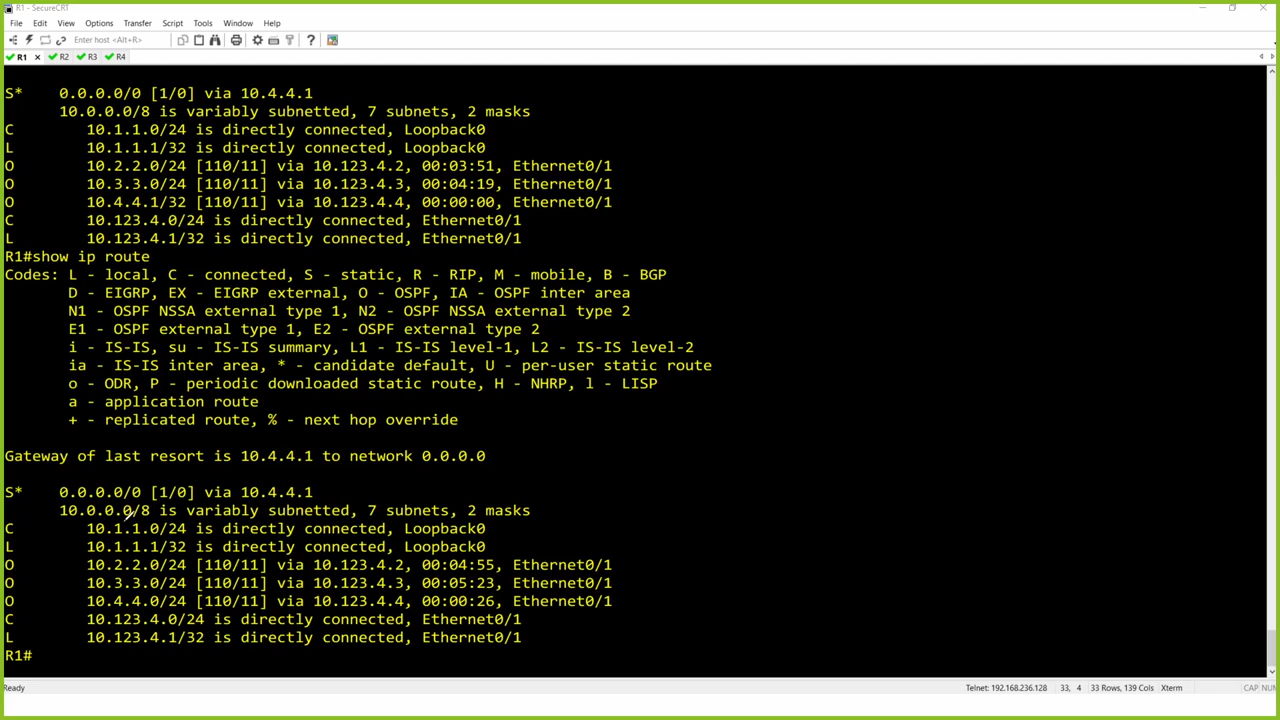 R1 - SecureCRT
File Edit View Options Transfer Script Tools Window Help
Enter host <Alt+R>
R1 R2 R3 R4
S* 0.0.0.0/0 [1/0] via 10.4.4.1
10.0.0.0/8 is variably subnetted, 7 subnets, 2 masks
C 10.1.1.0/24 is directly connected, Loopback0
L 10.1.1.1/32 is directly connected, Loopback0
O 10.2.2.0/24 [110/11] via 10.123.4.2, 00:03:51, Ethernet0/1
O 10.3.3.0/24 [110/11] via 10.123.4.3, 00:04:19, Ethernet0/1
O 10.4.4.1/32 [110/11] via 10.123.4.4, 00:00:00, Ethernet0/1
C 10.123.4.0/24 is directly connected, Ethernet0/1
L 10.123.4.1/32 is directly connected, Ethernet0/1
R1#show ip route
Codes: L - local, C - connected, S - static, R - RIP, M - mobile, B - BGP
D - EIGRP, EX - EIGRP external, O - OSPF, IA - OSPF inter area
N1 - OSPF NSSA external type 1, N2 - OSPF NSSA external type 2
E1 - OSPF external type 1, E2 - OSPF external type 2
i - IS-IS, su - IS-IS summary, L1 - IS-IS level-1, L2 - IS-IS level-2
ia - IS-IS inter area, * - candidate default, U - per-user static route
o - ODR, P - periodic downloaded static route, H - NHRP, l - LISP
a - application route
+ - replicated route, % - next hop override
Gateway of last resort is 10.4.4.1 to network 0.0.0.0
S* 0.0.0.0/0 [1/0] via 10.4.4.1
10.0.0.0/8 is variably subnetted, 7 subnets, 2 masks
C 10.1.1.0/24 is directly connected, Loopback0
L 10.1.1.1/32 is directly connected, Loopback0
O 10.2.2.0/24 [110/11] via 10.123.4.2, 00:04:55, Ethernet0/1
O 10.3.3.0/24 [110/11] via 10.123.4.3, 00:05:23, Ethernet0/1
O 10.4.4.0/24 [110/11] via 10.123.4.4, 00:00:26, Ethernet0/1
C 10.123.4.0/24 is directly connected, Ethernet0/1
L 10.123.4.1/32 is directly connected, Ethernet0/1
R1#
Ready Telnet: 192.168.236.128 33, 4 33 Rows, 139 Cols Xterm CAP NUM